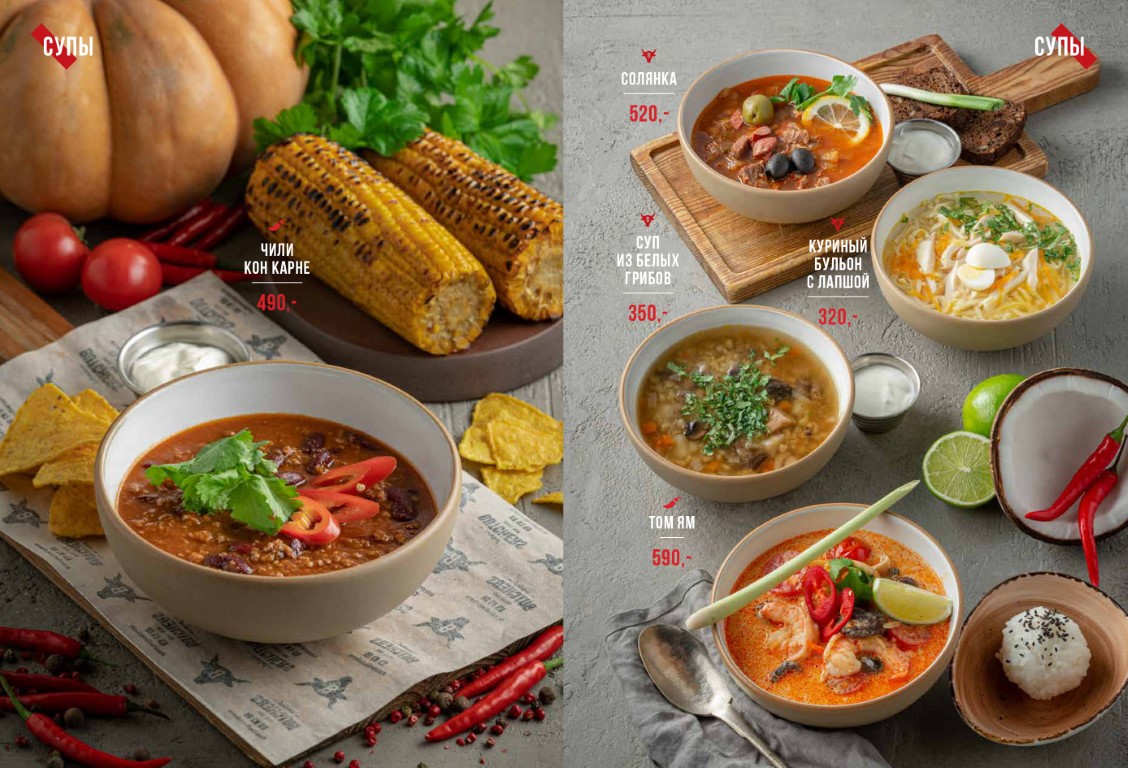 СУПЫ
ЧИЛИ
КОН КАРНЕ
490,-
СУПЫ
СОЛЯНКА
520,-
СУП
ИЗ БЕЛЫХ
ГРИБОВ
350,-
КУРИНЫЙ
БУЛЬОН
С ЛАПШОЙ
320,-
ТОМ ЯМ
590,-